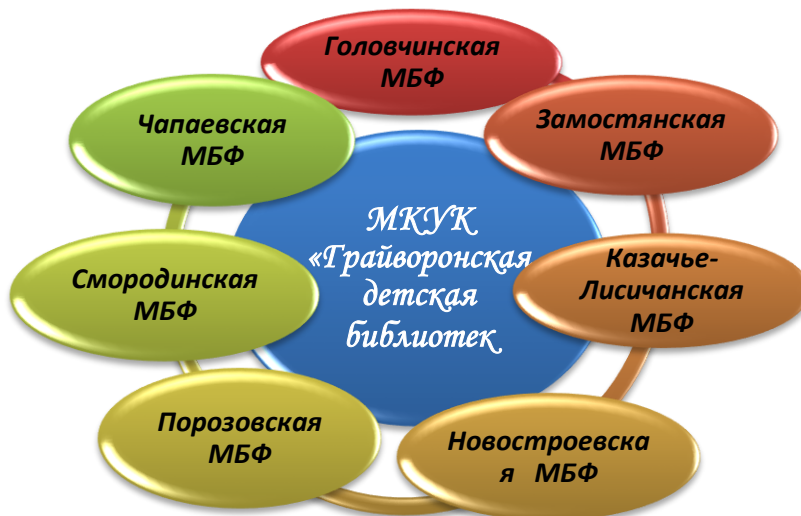 Головчинская
МБФ
Замостянская
МБФ
Казачье-
Лисичанская
МБФ
Новостроевска
я МБФ
Порозовская
МБФ
Смородинская
МБФ
Чапаевская
МБФ
МКУК
«Грайворонская
детская
библиотек